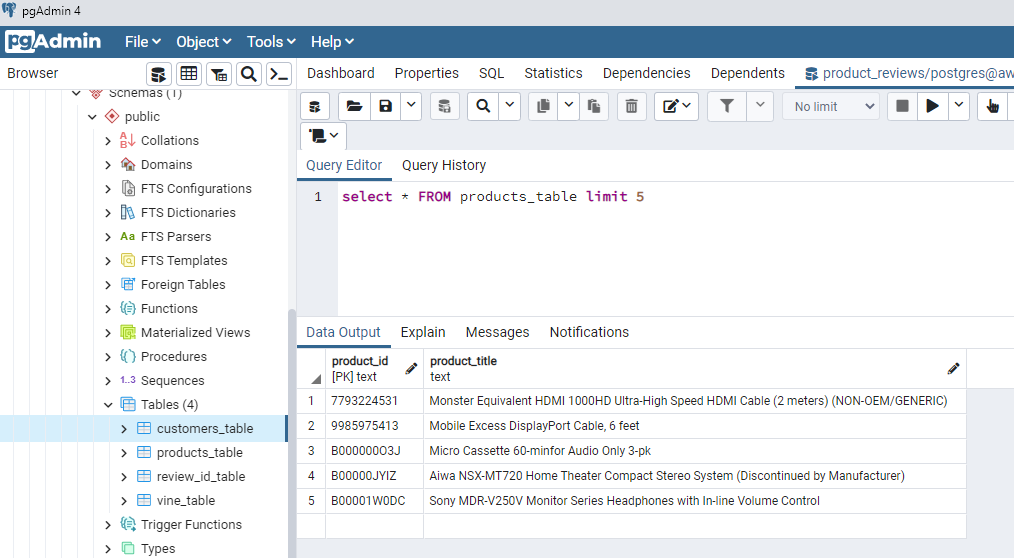 pgAdmin 4
pgAdmin File Object Tools Help
Browser
Dashboard Properties SQL Statistics Dependencies Dependents product_reviews/postgres@aw
Schemas (1)
public
Collations
Domains
FTS Configurations
FTS Dictionaries
Aa FTS Parsers
FTS Templates
Foreign Tables
Functions
Materialized Views
Procedures
1..3 Sequences
Tables (4)
customers_table
products_table
review_id_table
vine_table
Trigger Functions
Types
No limit
Query Editor Query History
1 select * FROM products_table limit 5
Data Output Explain Messages Notifications
product_id product_title
[PK] text text
1 7793224531 Monster Equivalent HDMI 1000HD Ultra-High Speed HDMI Cable (2 meters) (NON-OEM/GENERIC)
2 9985975413 Mobile Excess DisplayPort Cable, 6 feet
3 B00000003J Micro Cassette 60-minfor Audio Only 3-pk
4 B00000JYIZ Aiwa NSX-MT720 Home Theater Compact Stereo System (Discontinued by Manufacturer)
5 B00001W0DC Sony MDR-V250V Monitor Series Headphones with In-line Volume Control